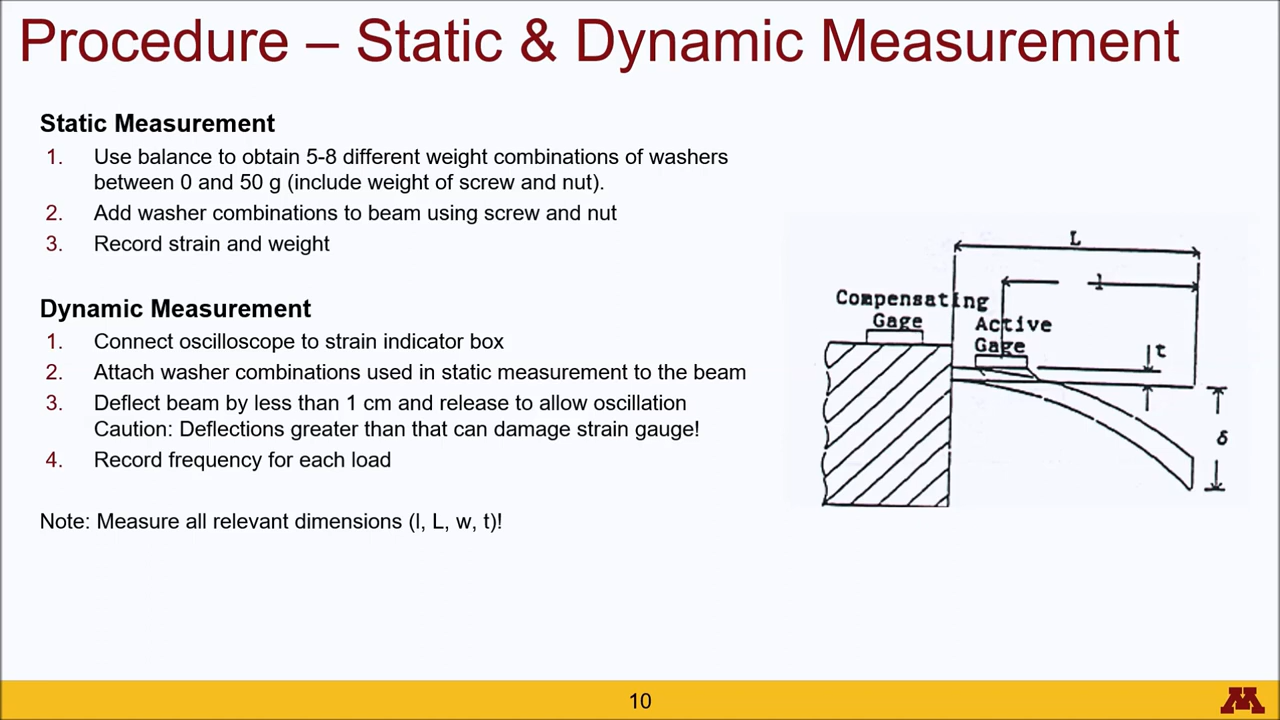 Procedure – Static & Dynamic Measurement
Static Measurement
1. Use balance to obtain 5-8 different weight combinations of washers
between 0 and 50 g (include weight of screw and nut).
2. Add washer combinations to beam using screw and nut
3. Record strain and weight
Dynamic Measurement
1. Connect oscilloscope to strain indicator box
2. Attach washer combinations used in static measurement to the beam
3. Deflect beam by less than 1 cm and release to allow oscillation
Caution: Deflections greater than that can damage strain gauge!
4. Record frequency for each load
Note: Measure all relevant dimensions (l, L, w, t)!
L
l
Compensating
Gage
Active
Gage
t
δ
10
M